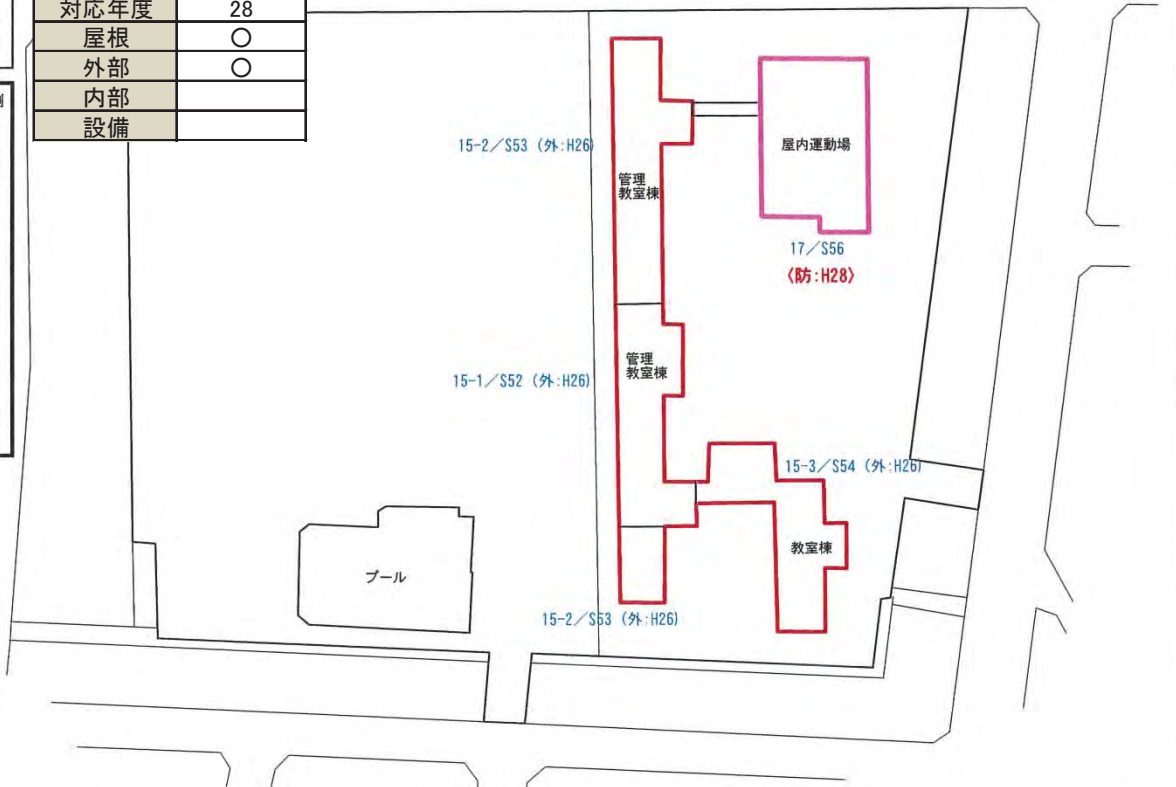 対応年度 28
屋根 ○
外部 ○
内部
設備
15-2/S53 (外:H26)
管理
教室棟
屋内運動場
17/S56
〈防:H28〉
管理
教室棟
15-1/S52 (外:H26)
15-3/S54 (外:H26)
教室棟
プール
15-2/S53 (外:H26)